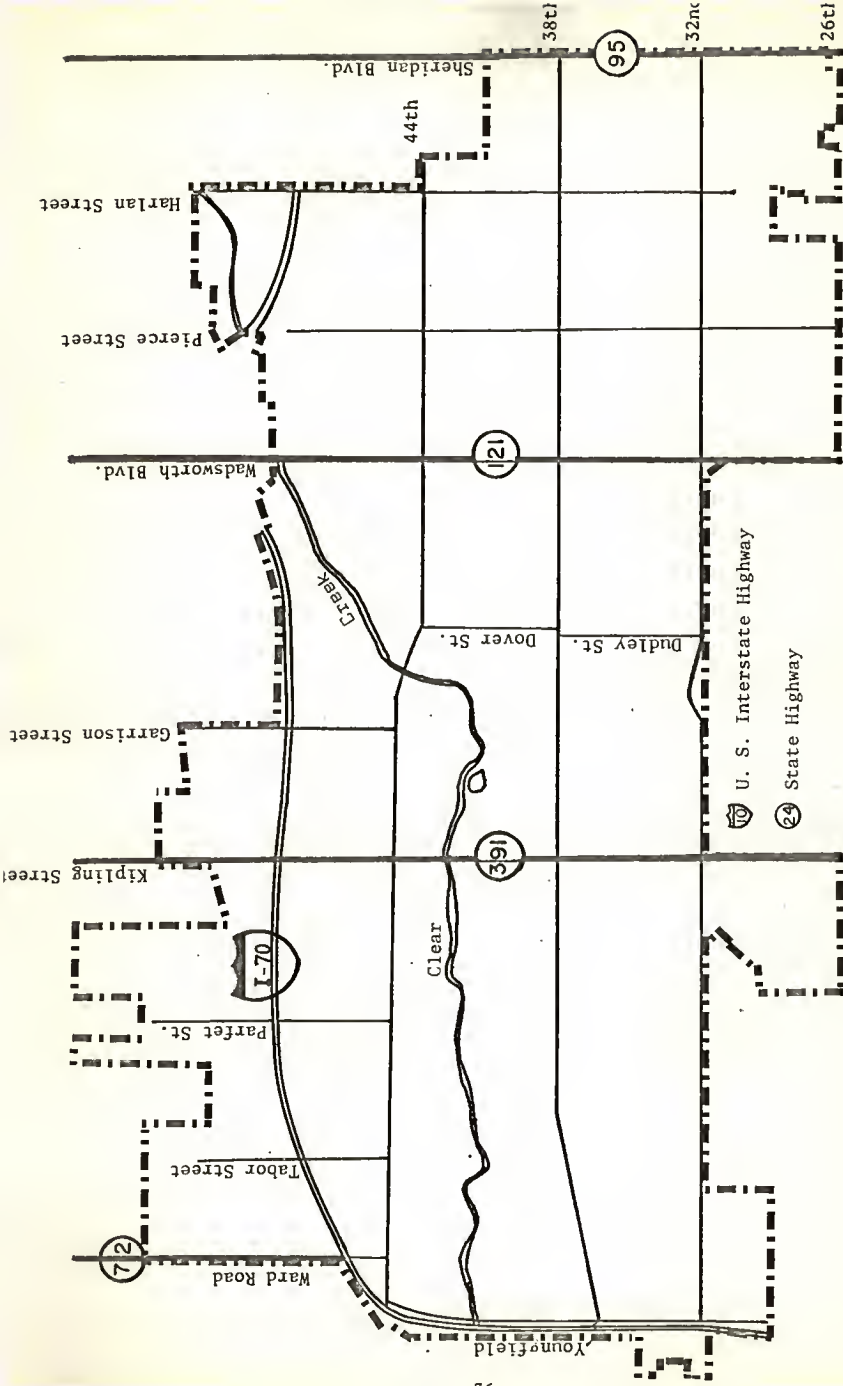 Sheridan Blvd.
38th
32nd
26th
95
44th
Harlan Street
Pierce Street
Wadsworth Blvd.
121
Creek
Dover St.
Dudley St.
Garrison Street
Kipling Street
391
Clear
I-70
Parfet St.
Tabor Street
72
Ward Road
Youngfield
10 U. S. Interstate Highway
24 State Highway